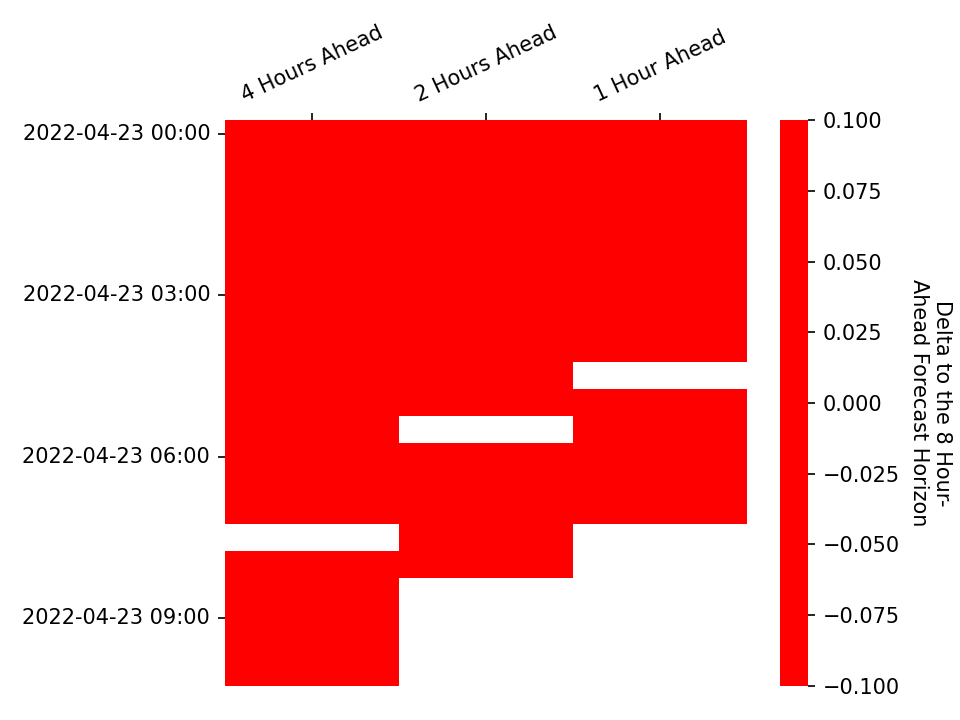 4 Hours Ahead
2 Hours Ahead
1 Hour Ahead
2022-04-23 00:00
2022-04-23 03:00
2022-04-23 06:00
2022-04-23 09:00
0.100
0.075
0.050
0.025
0.000
−0.025
−0.050
−0.075
−0.100
Delta to the 8 Hour-
Ahead Forecast Horizon